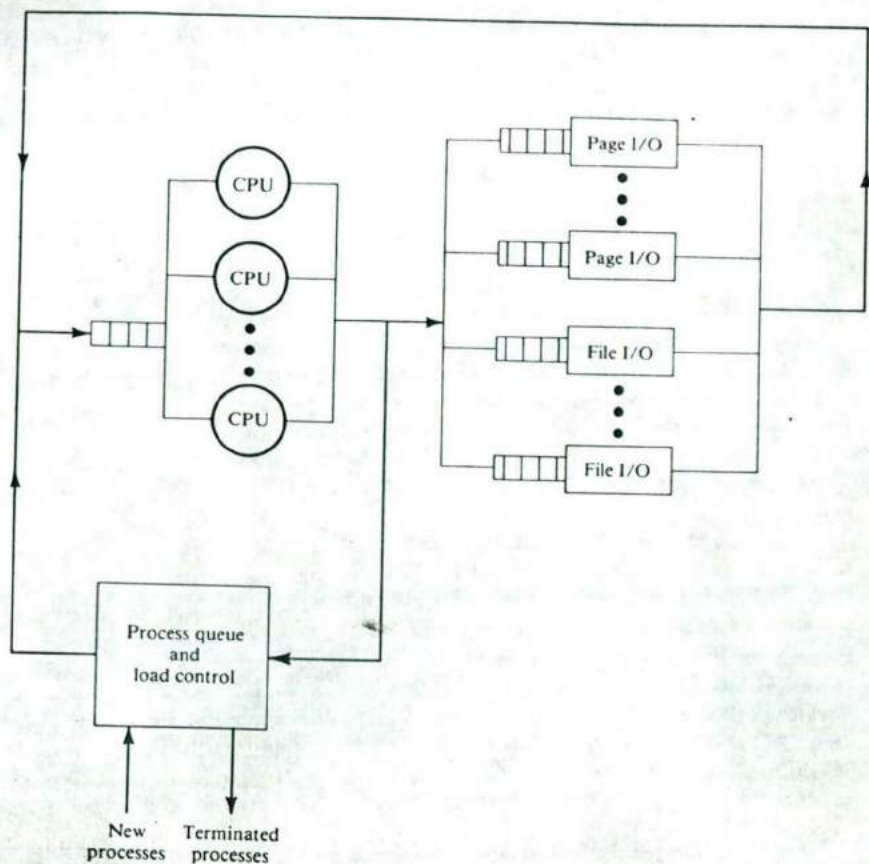 Page I/O
CPU
Page I/O
CPU
File I/O
CPU
File I/O
Process queue
and
load control
New
processes
Terminated
processes